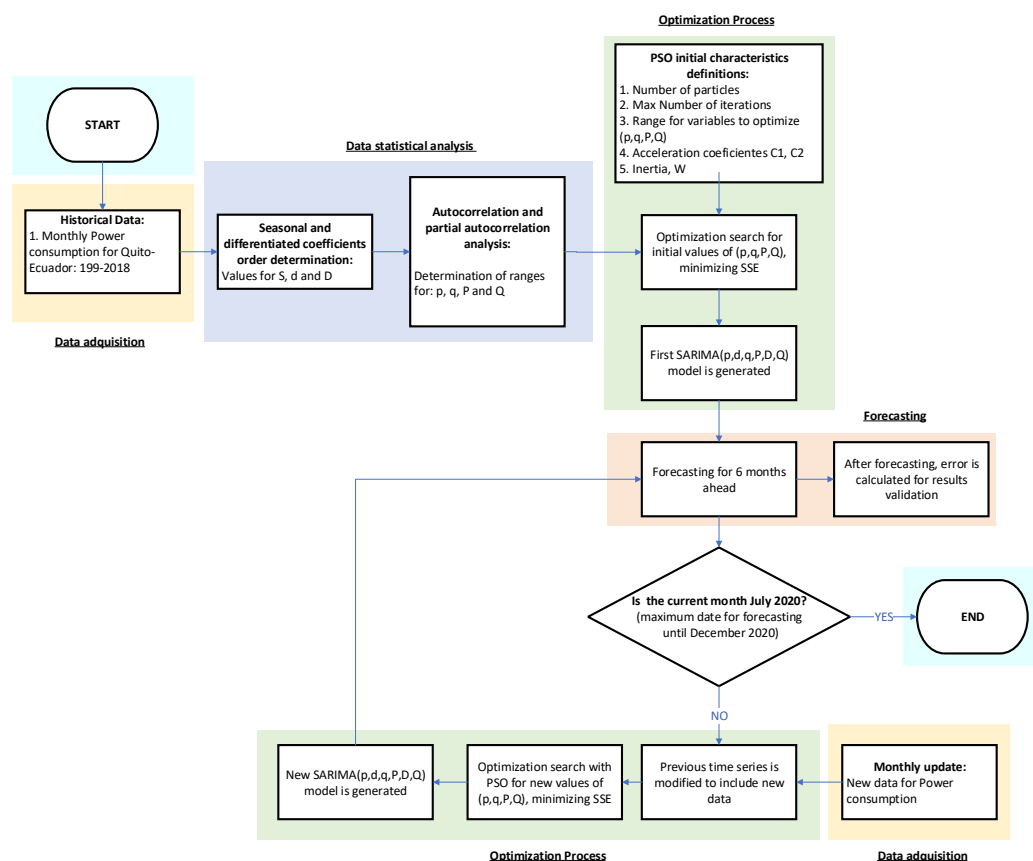 Optimization Process
PSO initial characteristics
definitions:
1. Number of particles
2. Max Number of iterations
3. Range for variables to optimize
(p,q,P,Q)
4. Acceleration coeficientes C1, C2
5. Inertia, W
START
Data statistical analysis
Historical Data:
1. Monthly Power
consumption for Quito-
Ecuador: 199-2018
Seasonal and
differentiated coefficients
order determination:
Values for S, d and D
Autocorrelation and
partial autocorrelation
analysis:
Determination of ranges
for: p, q, P and Q
Optimization search for
initial values of (p,q,P,Q),
minimizing SSE
Data adquisition
First SARIMA(p,d,q,P,D,Q)
model is generated
Forecasting
Forecasting for 6 months
ahead
After forecasting, error is
calculated for results
validation
Is the current month July 2020?
(maximum date for forecasting
until December 2020)
YES
END
NO
New SARIMA(p,d,q,P,D,Q)
model is generated
Optimization search with
PSO for new values of
(p,q,P,Q), minimizing SSE
Previous time series is
modified to include new
data
Monthly update:
New data for Power
consumption
Optimization Process
Data adquisition